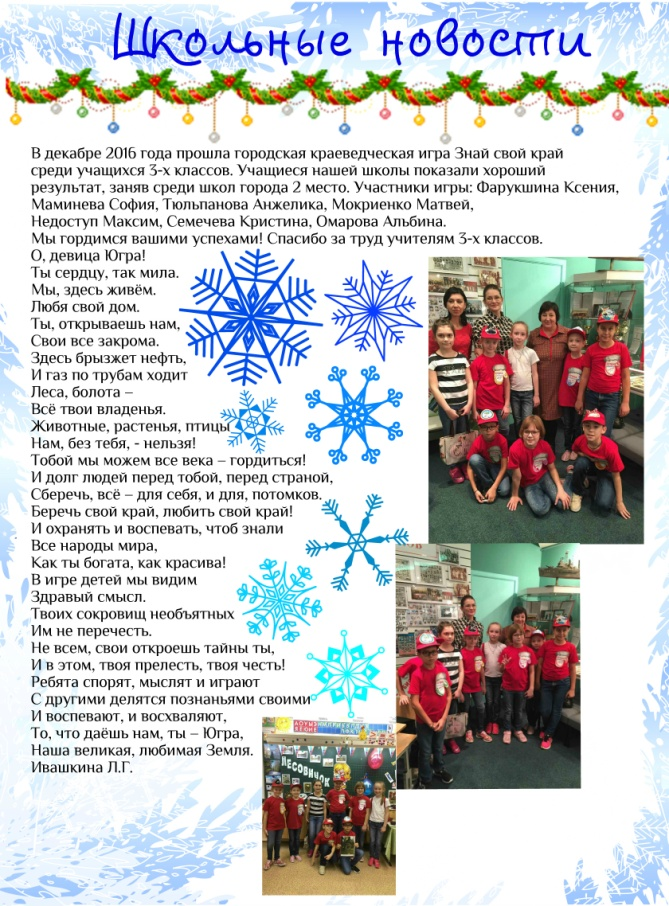 Школьные новости
В декабре 2016 года прошла городская краеведческая игра Знай свой край
среди учащихся 3-х классов. Учащиеся нашей школы показали хороший
результат, заняв среди школ города 2 место. Участники игры: Фарукшина Ксения,
Маминева София, Тюльпанова Анжелика, Мокриенко Матвей,
Недоступ Максим, Семечева Кристина, Омарова Альбина.
Мы гордимся вашими успехами! Спасибо за труд учителям 3-х классов.
О, девица Югра!
Ты сердцу, так мила.
Мы, здесь живём.
Любя свой дом.
Ты, открываешь нам,
Свои все закрома.
Здесь брызжет нефть,
И газ по трубам ходит
Леса, болота –
Всё твои владенья.
Животные, растенья, птицы
Нам, без тебя, - нельзя!
Тобой мы можем все века – гордиться!
И долг людей перед тобой, перед страной,
Сберечь, всё – для себя, и для, потомков.
Беречь свой край, любить свой край!
И охранять и воспевать, чтоб знали
Все народы мира,
Как ты богата, как красива!
В игре детей мы видим
Здравый смысл.
Твоих сокровищ необъятных
Им не перечесть.
Не всем, свои откроешь тайны ты,
И в этом, твоя прелесть, твоя честь!
Ребята спорят, мыслят и играют
С другими делятся познаньями своими
И воспевают, и восхваляют,
То, что даёшь нам, ты – Югра,
Наша великая, любимая Земля.
Ивашкина Л.Г.
ЛЕСОВИЧОК